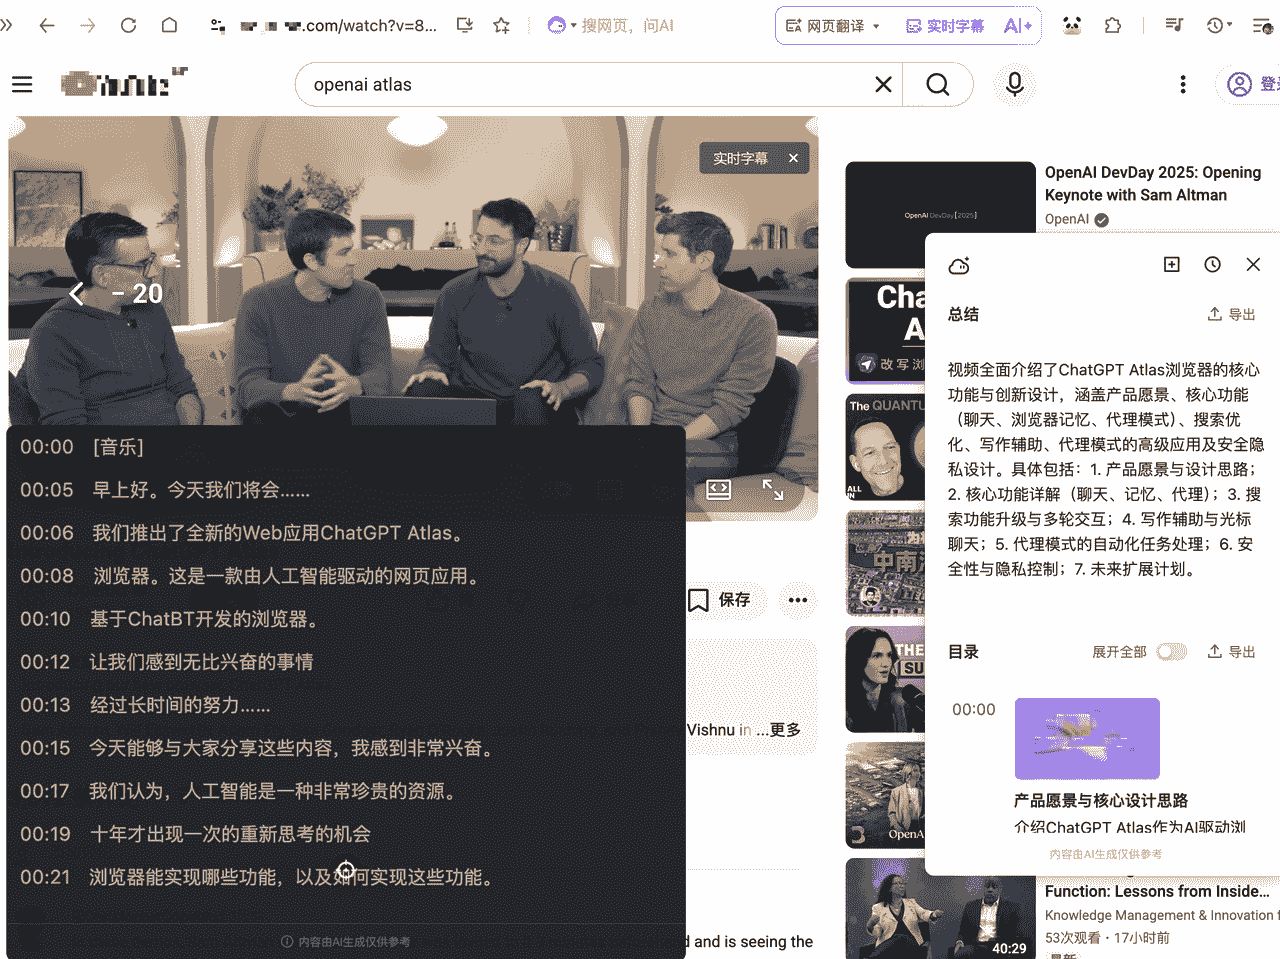 .com/watch?v=8...
搜网页，问AI
网页翻译
实时字幕
AI+
openai atlas
实时字幕
- 20
00:00 [音乐]
00:05 早上好。今天我们将会……
00:06 我们推出了全新的Web应用ChatGPT Atlas。
00:08 浏览器。这是一款由人工智能驱动的网页应用。
00:10 基于ChatBT开发的浏览器。
00:12 让我们感到无比兴奋的事情
00:13 经过长时间的努力……
00:15 今天能够与大家分享这些内容，我感到非常兴奋。
00:17 我们认为，人工智能是一种非常珍贵的资源。
00:19 十年才出现一次的重新思考的机会
00:21 浏览器能实现哪些功能，以及如何实现这些功能。
内容由AI生成仅供参考
保存
Vishnu in ...更多
d and is seeing the
OpenAI DevDay [2025]
OpenAI DevDay 2025: Opening
Keynote with Sam Altman
OpenAI
Cha
A
改写浏
The QUANTU
ALL
IN
中南
THE
SU
3
OpenA
40:29
总结
导出
视频全面介绍了ChatGPT Atlas浏览器的核心
功能与创新设计，涵盖产品愿景、核心功能
（聊天、浏览器记忆、代理模式）、搜索优
化、写作辅助、代理模式的高级应用及安全隐
私设计。具体包括：1. 产品愿景与设计思路；
2. 核心功能详解（聊天、记忆、代理）；3. 搜
索功能升级与多轮交互；4. 写作辅助与光标
聊天；5. 代理模式的自动化任务处理；6. 安
全性与隐私控制；7. 未来扩展计划。
目录
展开全部
导出
00:00
产品愿景与核心设计思路
介绍ChatGPT Atlas作为AI驱动浏
内容由AI生成仅供参考
Function: Lessons from Inside...
Knowledge Management & Innovation f
53次观看・17小时前
最新